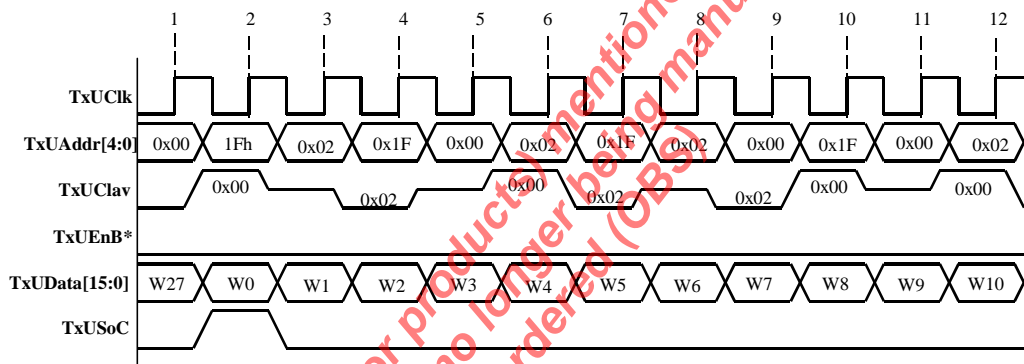 1 2 3 4 5 6 7 8 9 10 11 12
TxUClk
TxUAddr[4:0] 0x00 1Fh 0x02 0x1F 0x00 0x02 0x1F 0x02 0x00 0x1F 0x00 0x02
TxUClav 0x00 0x02 0x00 0x02 0x02 0x00 0x00
TxUEnB*
TxUData[15:0] W27 W0 W1 W2 W3 W4 W5 W6 W7 W8 W9 W10
TxUSoC
or products) mentione
no longer being manu
rdered (OBS)